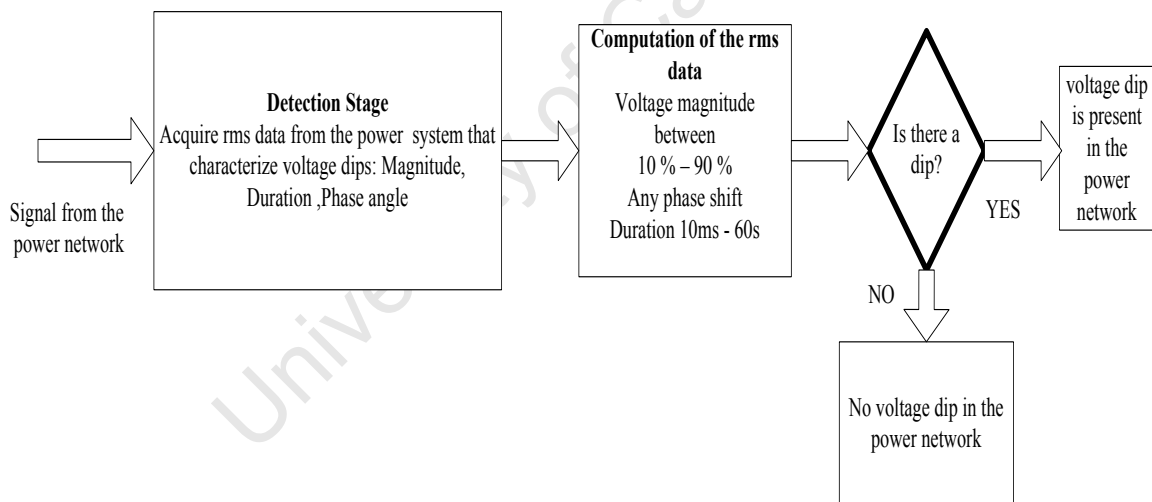 Signal from the
power network
Detection Stage
Acquire rms data from the power system that
characterize voltage dips: Magnitude,
Duration ,Phase angle
Computation of the rms
data
Voltage magnitude
between
10 % – 90 %
Any phase shift
Duration 10ms - 60s
Is there a
dip?
YES
voltage dip
is present
in the
power
network
NO
No voltage dip in the
power network
University of Ca